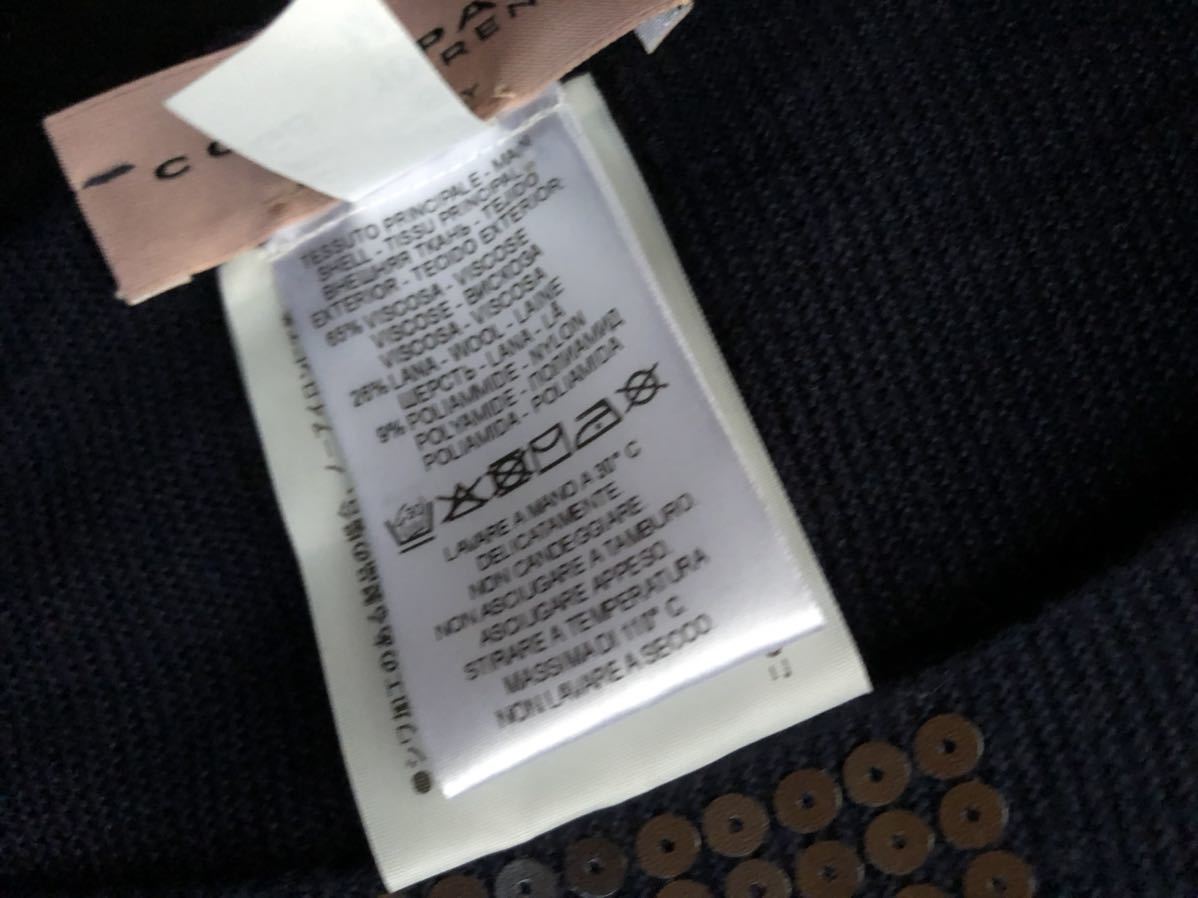 TESSUTO PRINCIPALE - MAIN
SHELL - TISSU PRINCIPAL -
ВНЕШНЯЯ ТКАНЬ - TEJIDO
EXTERIOR - TECIDO EXTERIOR:
65% VISCOSA - VISCOSE
VISCOSE - ВИСКОЗА
VISCOSA - VISCOSA
26% LANA - WOOL - LAINE
ШЕРСТЬ - LANA - LÃ
9% POLIAMMIDE - NYLON
POLYAMIDE - ПОЛИАМИД
POLIAMIDA - POLIAMIDA
30
LAVARE A MANO A 30° C
DELICATAMENTE
NON CANDEGGIARE
NON ASCIUGARE A TAMBURO
ASCIUGARE APPESO
STIRARE A TEMPERATURA
MASSIMA DI 110° C
NON LAVARE A SECCO